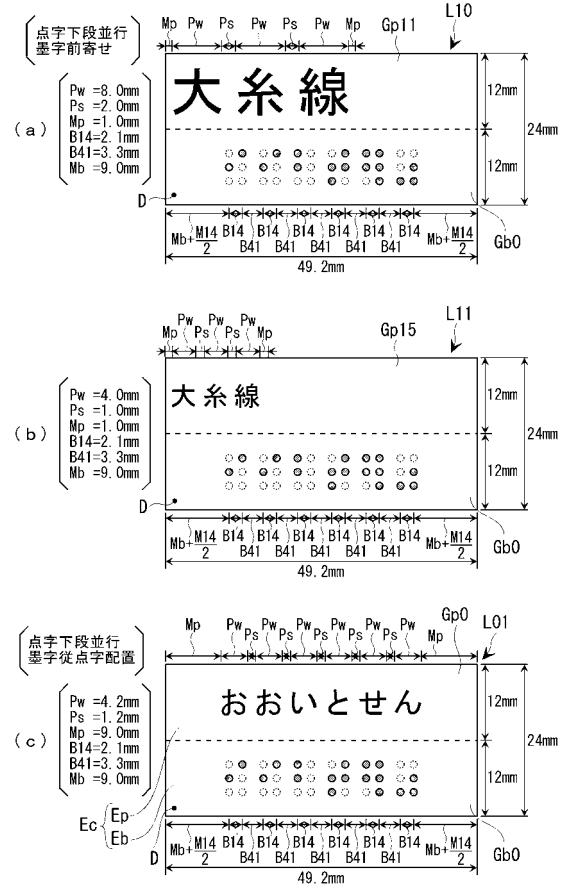 点字下段並行
墨字前寄せ
(a)
Pw =8.0mm
Ps =2.0mm
Mp =1.0mm
B14=2.1mm
B41=3.3mm
Mb =9.0mm
Mp Pw Ps Pw Ps Pw Mp
Gp11
L10
大糸線
12mm
12mm
24mm
D
Gb0
Mb+M14/2 B14 B41 B14 B41 B14 B41 B14 B41 B14 B41 B14 Mb+M14/2
49.2mm
(b)
Pw =4.0mm
Ps =1.0mm
Mp =1.0mm
B14=2.1mm
B41=3.3mm
Mb =9.0mm
Mp Pw Ps Pw Ps Pw Mp
Gp15
L11
大糸線
12mm
12mm
24mm
D
Gb0
Mb+M14/2 B14 B41 B14 B41 B14 B41 B14 B41 B14 B41 B14 Mb+M14/2
49.2mm
点字下段並行
墨字従点字配置
(c)
Pw =4.2mm
Ps =1.2mm
Mp =9.0mm
B14=2.1mm
B41=3.3mm
Mb =9.0mm
Mp Pw Ps Pw Ps Pw Ps Pw Ps Pw Ps Pw Mp
Gp0
L01
おおいとせん
12mm
12mm
24mm
Ec Ep
Eb
D
Gb0
Mb+M14/2 B14 B41 B14 B41 B14 B41 B14 B41 B14 B41 B14 Mb+M14/2
49.2mm